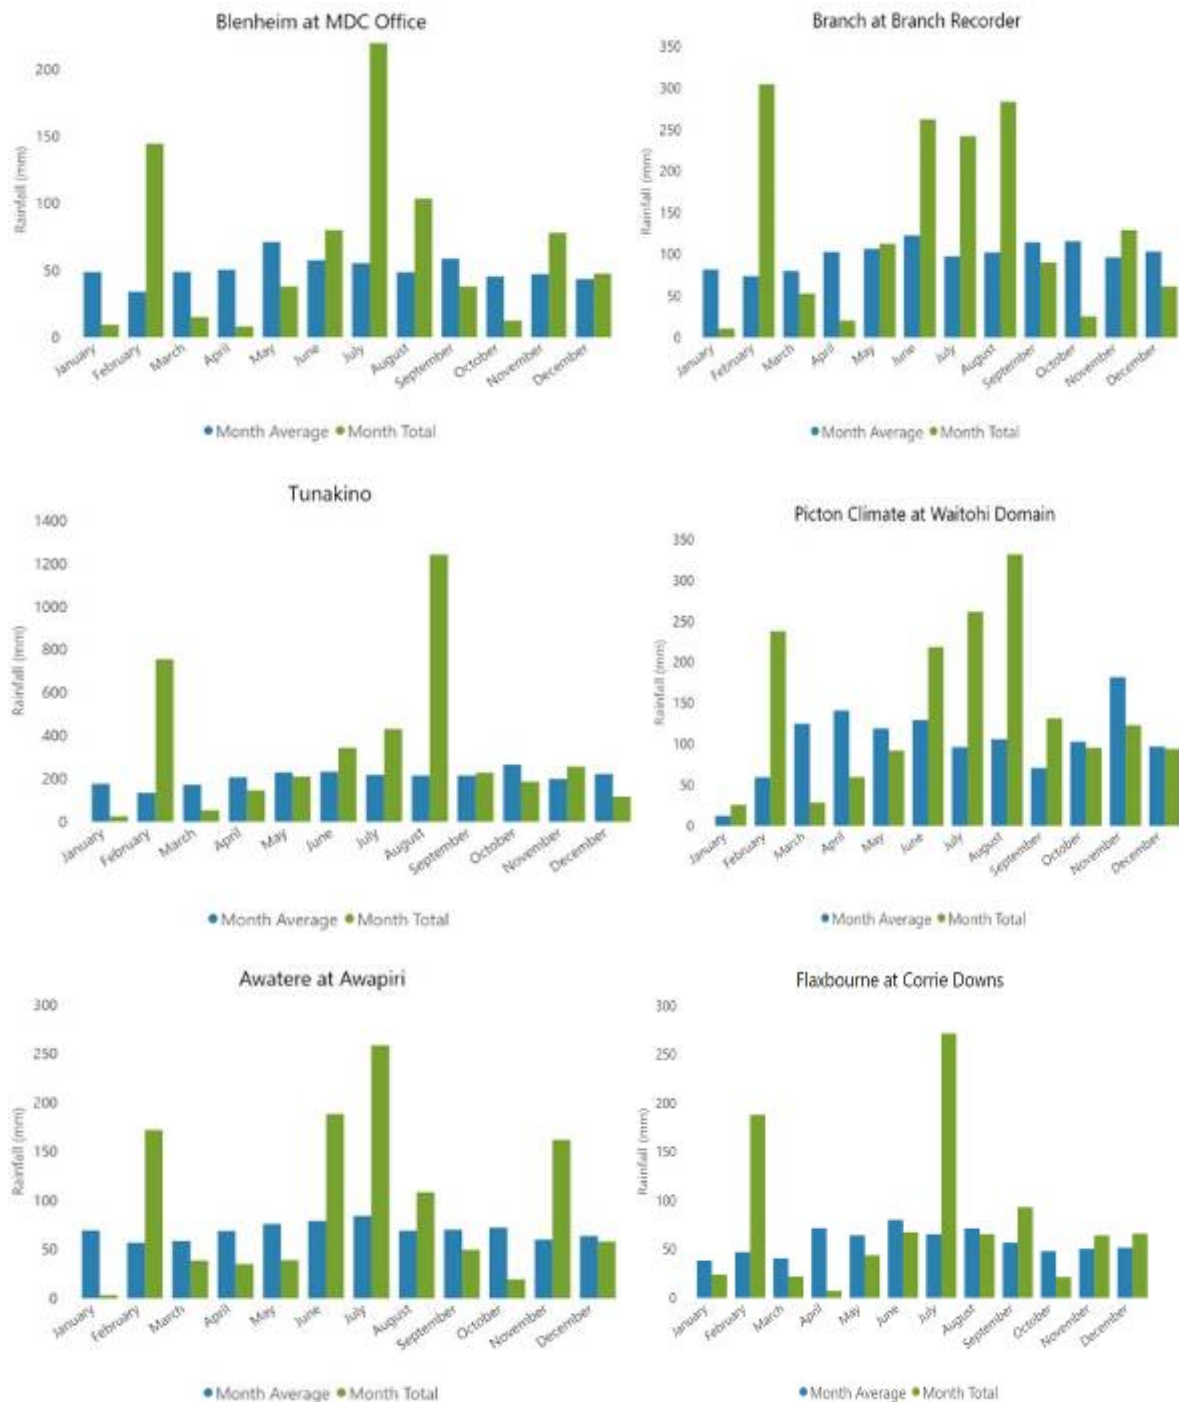 Blenheim at MDC Office
Rainfall (mm)
200
150
100
50
0
January
February
March
April
May
June
July
August
September
October
November
December
Month Average Month Total
Branch at Branch Recorder
Rainfall (mm)
350
300
250
200
150
100
50
0
January
February
March
April
May
June
July
August
September
October
November
December
Month Average Month Total
Tunakino
Rainfall (mm)
1400
1200
1000
800
600
400
200
0
January
February
March
April
May
June
July
August
September
October
November
December
Month Average Month Total
Picton Climate at Waitohi Domain
Rainfall (mm)
350
300
250
200
150
100
50
0
January
February
March
April
May
June
July
August
September
October
November
December
Month Average Month Total
Awatere at Awapiri
Rainfall (mm)
300
250
200
150
100
50
0
January
February
March
April
May
June
July
August
September
October
November
December
Month Average Month Total
Flaxbourne at Corrie Downs
Rainfall (mm)
300
250
200
150
100
50
0
January
February
March
April
May
June
July
August
September
October
November
December
Month Average Month Total